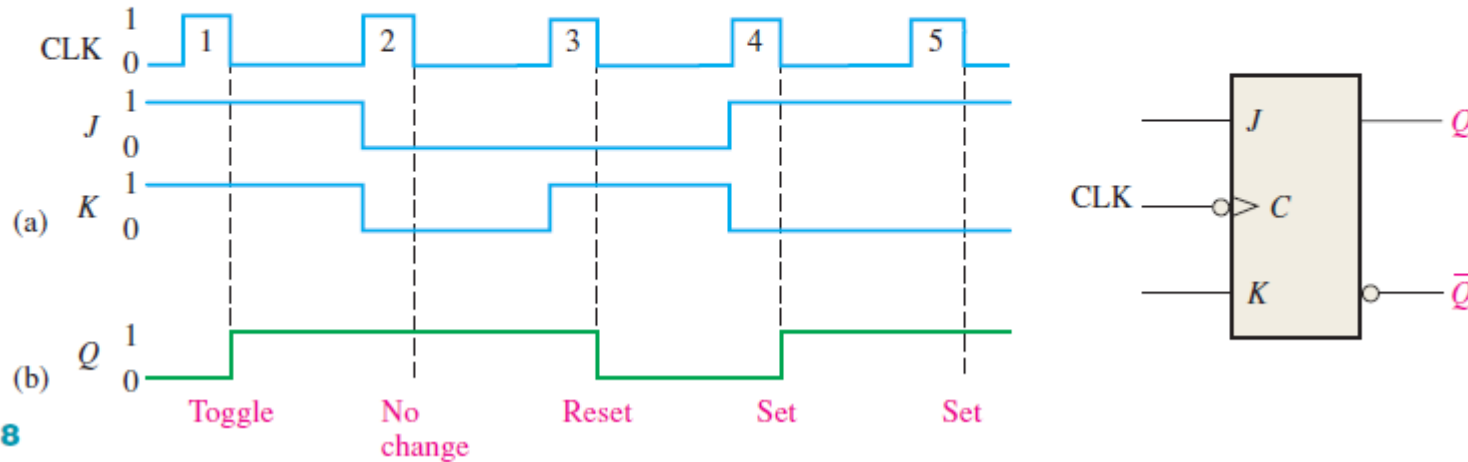 CLK 1 0 1 2 3 4 5
J 1 0
(a) K 1 0
(b) Q 1 0
Toggle No change Reset Set Set
8
J Q
CLK C
K Q̅